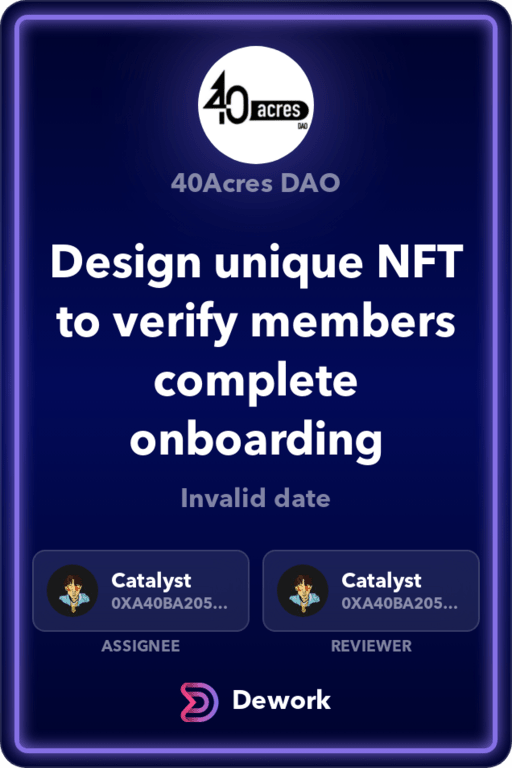 40 acres
DAO
40Acres DAO
Design unique NFT
to verify members
complete
onboarding
Invalid date
Catalyst
0XA40BA205...
ASSIGNEE
Catalyst
0XA40BA205...
REVIEWER
Dework